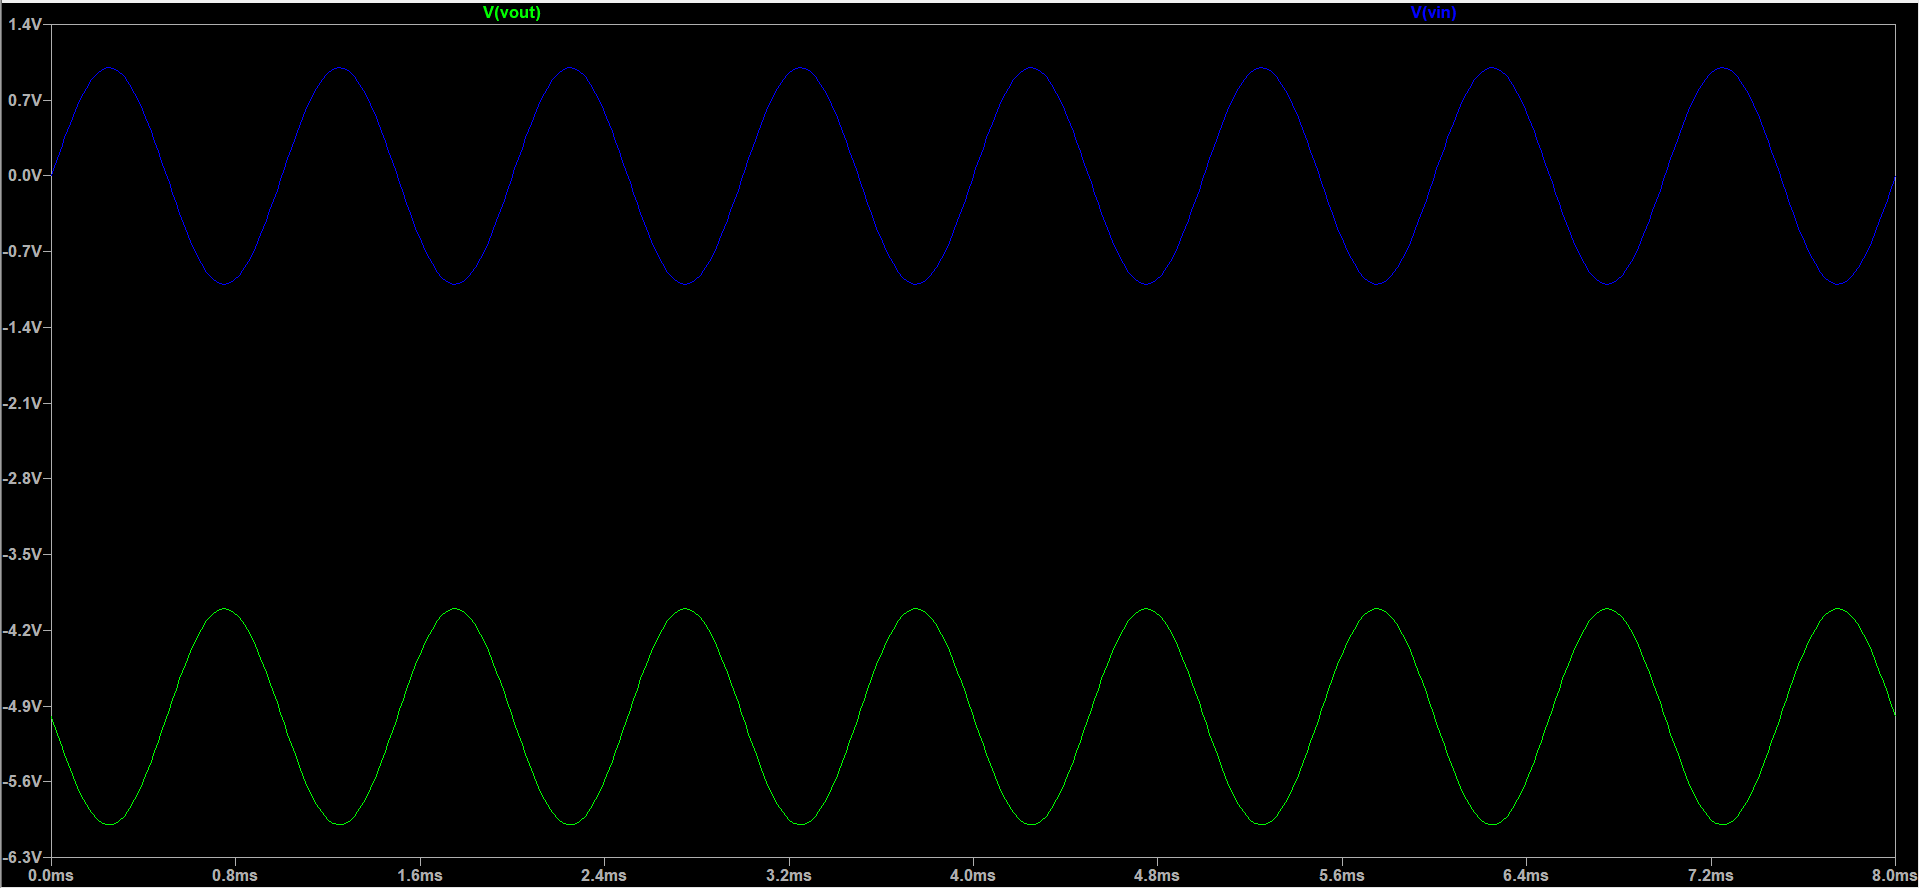 V(vout) V(vin)
1.4V
0.7V
0.0V
-0.7V
-1.4V
-2.1V
-2.8V
-3.5V
-4.2V
-4.9V
-5.6V
-6.3V
0.0ms 0.8ms 1.6ms 2.4ms 3.2ms 4.0ms 4.8ms 5.6ms 6.4ms 7.2ms 8.0ms